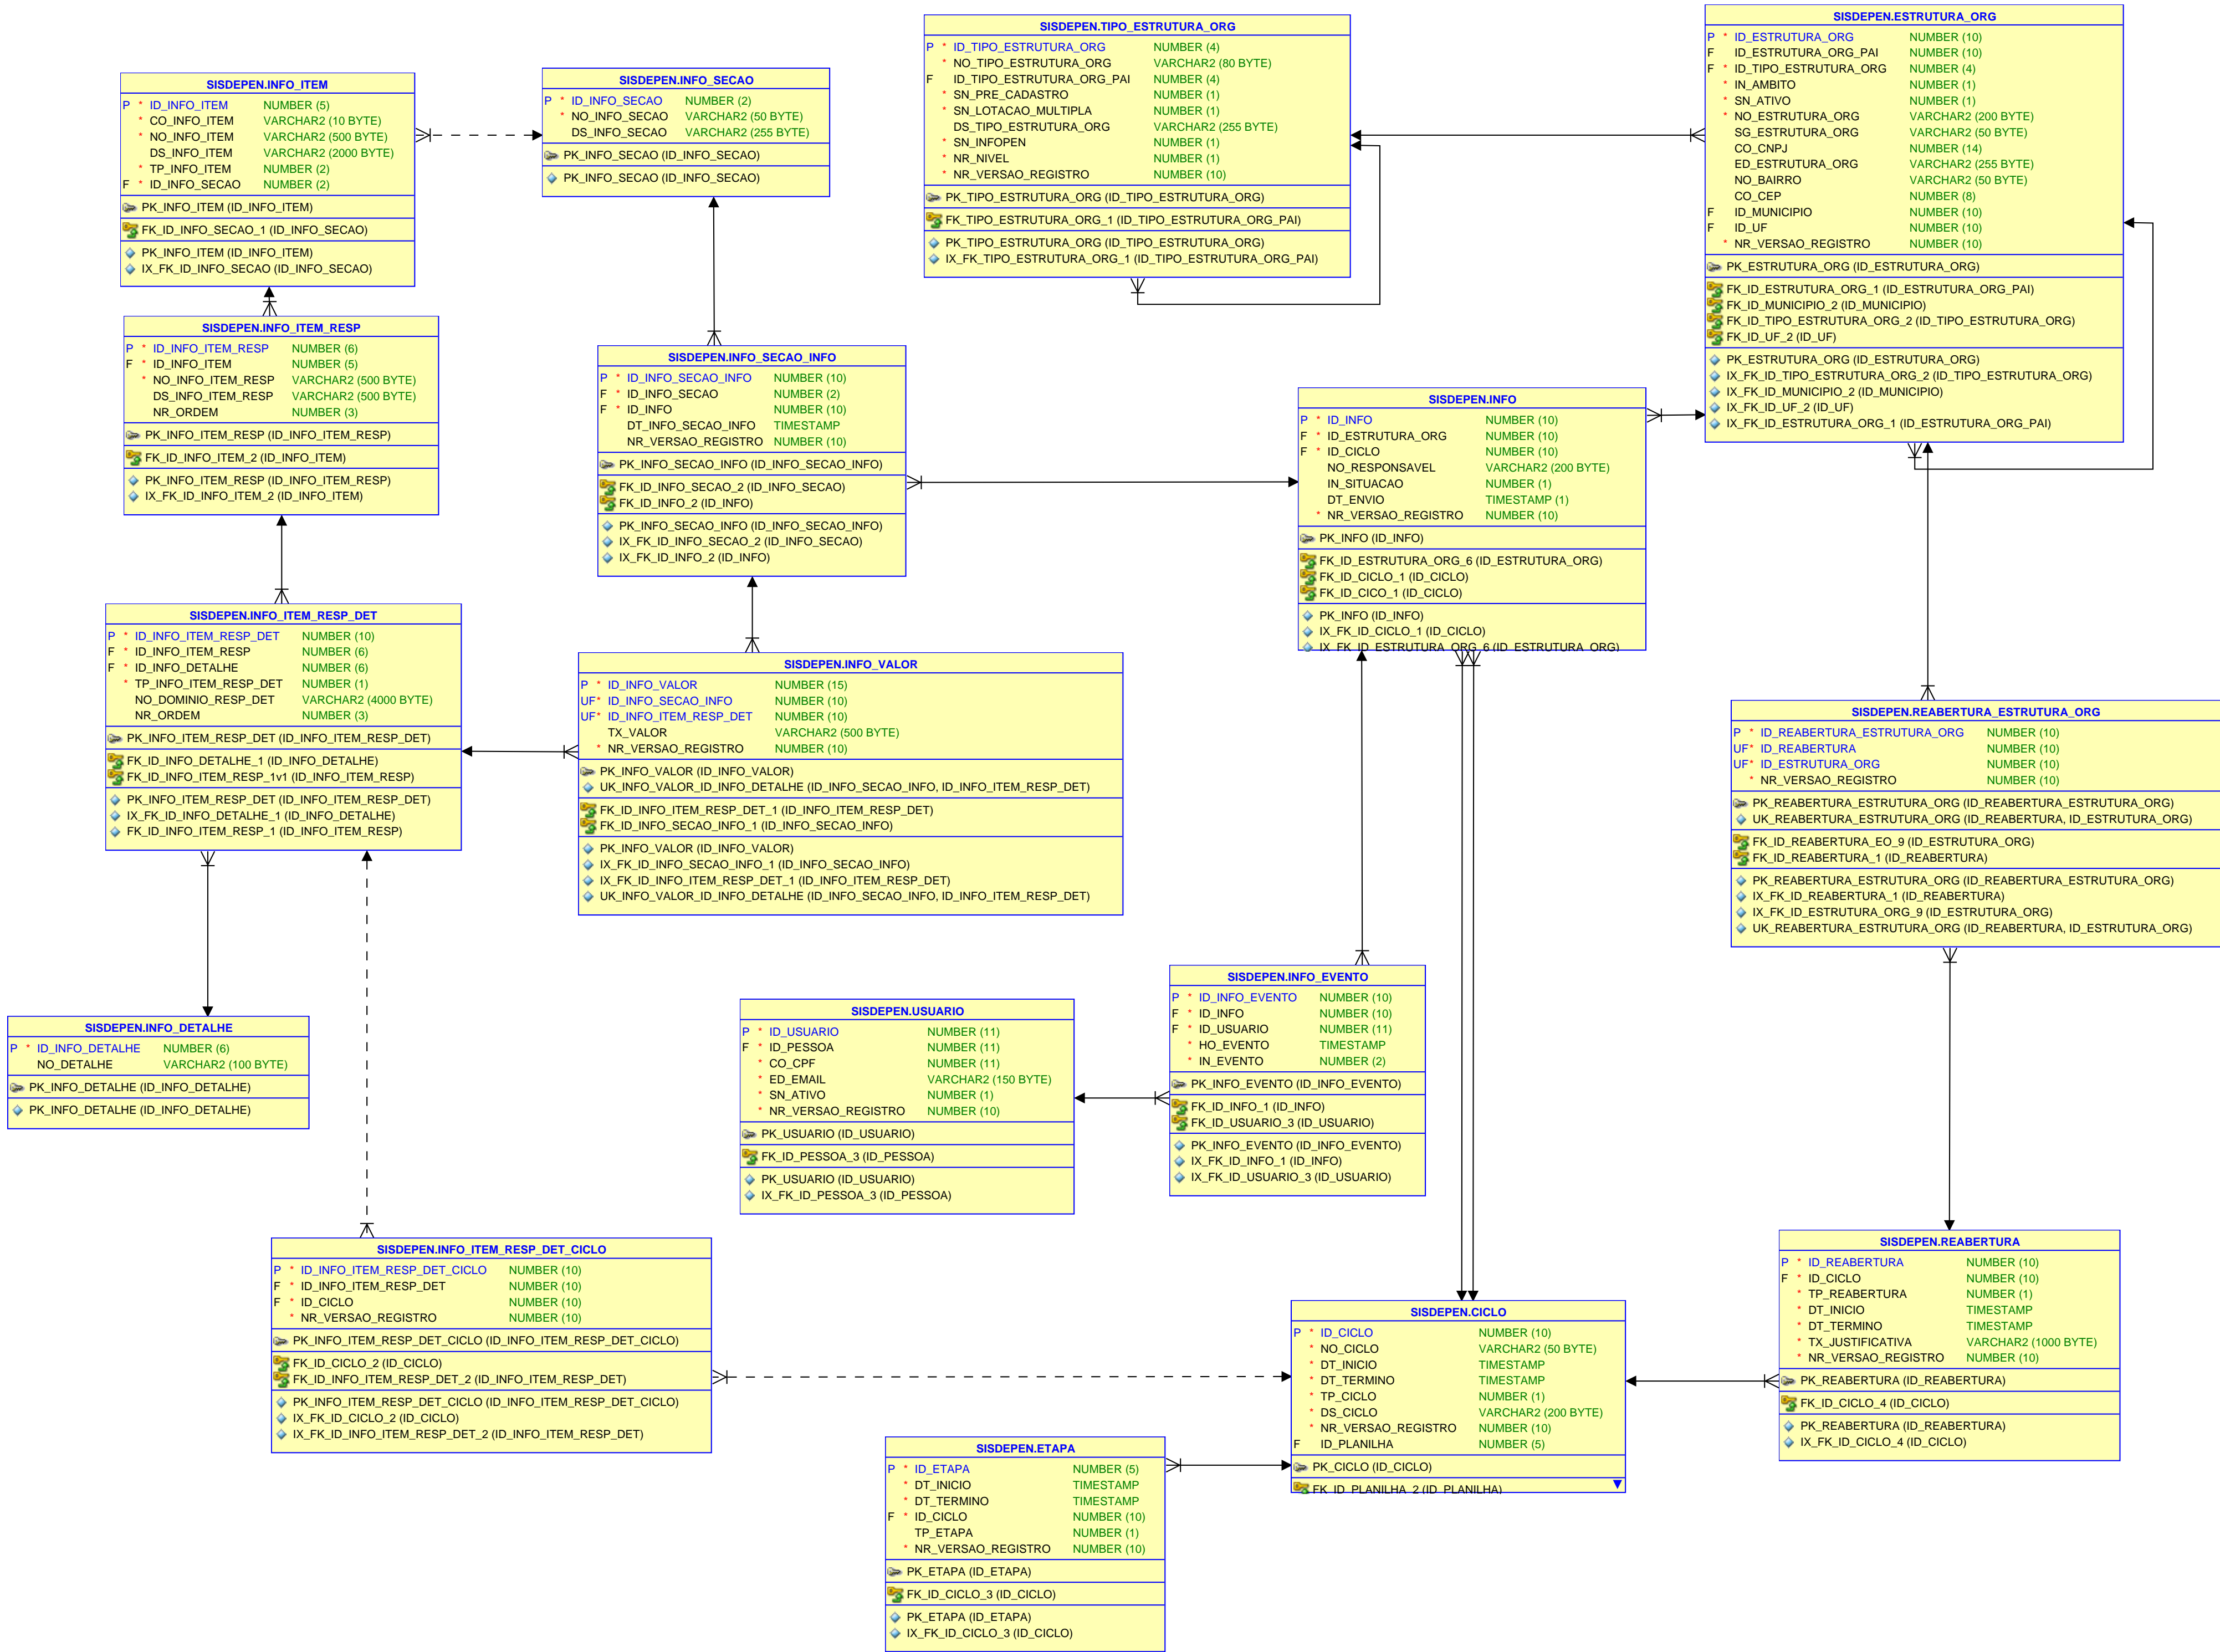 SISDEPEN.TIPO_ESTRUTURA_ORG
P * ID_TIPO_ESTRUTURA_ORG NUMBER (4)
* NO_TIPO_ESTRUTURA_ORG VARCHAR2 (80 BYTE)
F ID_TIPO_ESTRUTURA_ORG_PAI NUMBER (4)
* SN_PRE_CADASTRO NUMBER (1)
* SN_LOTACAO_MULTIPLA NUMBER (1)
DS_TIPO_ESTRUTURA_ORG VARCHAR2 (255 BYTE)
* SN_INFOPEN NUMBER (1)
* NR_NIVEL NUMBER (1)
* NR_VERSAO_REGISTRO NUMBER (10)
PK_TIPO_ESTRUTURA_ORG (ID_TIPO_ESTRUTURA_ORG)
FK_TIPO_ESTRUTURA_ORG_1 (ID_TIPO_ESTRUTURA_ORG_PAI)
PK_TIPO_ESTRUTURA_ORG (ID_TIPO_ESTRUTURA_ORG)
IX_FK_TIPO_ESTRUTURA_ORG_1 (ID_TIPO_ESTRUTURA_ORG_PAI)
SISDEPEN.ESTRUTURA_ORG
P * ID_ESTRUTURA_ORG NUMBER (10)
F ID_ESTRUTURA_ORG_PAI NUMBER (10)
F * ID_TIPO_ESTRUTURA_ORG NUMBER (4)
* IN_AMBITO NUMBER (1)
* SN_ATIVO NUMBER (1)
* NO_ESTRUTURA_ORG VARCHAR2 (200 BYTE)
SG_ESTRUTURA_ORG VARCHAR2 (50 BYTE)
CO_CNPJ NUMBER (14)
ED_ESTRUTURA_ORG VARCHAR2 (255 BYTE)
NO_BAIRRO VARCHAR2 (50 BYTE)
CO_CEP NUMBER (8)
F ID_MUNICIPIO NUMBER (10)
F ID_UF NUMBER (10)
* NR_VERSAO_REGISTRO NUMBER (10)
PK_ESTRUTURA_ORG (ID_ESTRUTURA_ORG)
FK_ID_ESTRUTURA_ORG_1 (ID_ESTRUTURA_ORG_PAI)
FK_ID_MUNICIPIO_2 (ID_MUNICIPIO)
FK_ID_TIPO_ESTRUTURA_ORG_2 (ID_TIPO_ESTRUTURA_ORG)
FK_ID_UF_2 (ID_UF)
PK_ESTRUTURA_ORG (ID_ESTRUTURA_ORG)
IX_FK_ID_TIPO_ESTRUTURA_ORG_2 (ID_TIPO_ESTRUTURA_ORG)
IX_FK_ID_MUNICIPIO_2 (ID_MUNICIPIO)
IX_FK_ID_UF_2 (ID_UF)
IX_FK_ID_ESTRUTURA_ORG_1 (ID_ESTRUTURA_ORG_PAI)
SISDEPEN.INFO_ITEM
P * ID_INFO_ITEM NUMBER (5)
* CO_INFO_ITEM VARCHAR2 (10 BYTE)
* NO_INFO_ITEM VARCHAR2 (500 BYTE)
DS_INFO_ITEM VARCHAR2 (2000 BYTE)
* TP_INFO_ITEM NUMBER (2)
F * ID_INFO_SECAO NUMBER (2)
PK_INFO_ITEM (ID_INFO_ITEM)
FK_ID_INFO_SECAO_1 (ID_INFO_SECAO)
PK_INFO_ITEM (ID_INFO_ITEM)
IX_FK_ID_INFO_SECAO (ID_INFO_SECAO)
SISDEPEN.INFO_SECAO
P * ID_INFO_SECAO NUMBER (2)
* NO_INFO_SECAO VARCHAR2 (50 BYTE)
DS_INFO_SECAO VARCHAR2 (255 BYTE)
PK_INFO_SECAO (ID_INFO_SECAO)
PK_INFO_SECAO (ID_INFO_SECAO)
SISDEPEN.INFO_ITEM_RESP
P * ID_INFO_ITEM_RESP NUMBER (6)
F * ID_INFO_ITEM NUMBER (5)
* NO_INFO_ITEM_RESP VARCHAR2 (500 BYTE)
DS_INFO_ITEM_RESP VARCHAR2 (500 BYTE)
NR_ORDEM NUMBER (3)
PK_INFO_ITEM_RESP (ID_INFO_ITEM_RESP)
FK_ID_INFO_ITEM_2 (ID_INFO_ITEM)
PK_INFO_ITEM_RESP (ID_INFO_ITEM_RESP)
IX_FK_ID_INFO_ITEM_2 (ID_INFO_ITEM)
SISDEPEN.INFO_SECAO_INFO
P * ID_INFO_SECAO_INFO NUMBER (10)
F * ID_INFO_SECAO NUMBER (2)
F * ID_INFO NUMBER (10)
DT_INFO_SECAO_INFO TIMESTAMP
NR_VERSAO_REGISTRO NUMBER (10)
PK_INFO_SECAO_INFO (ID_INFO_SECAO_INFO)
FK_ID_INFO_SECAO_2 (ID_INFO_SECAO)
FK_ID_INFO_2 (ID_INFO)
PK_INFO_SECAO_INFO (ID_INFO_SECAO_INFO)
IX_FK_ID_INFO_SECAO_2 (ID_INFO_SECAO)
IX_FK_ID_INFO_2 (ID_INFO)
SISDEPEN.INFO
P * ID_INFO NUMBER (10)
F * ID_ESTRUTURA_ORG NUMBER (10)
F * ID_CICLO NUMBER (10)
NO_RESPONSAVEL VARCHAR2 (200 BYTE)
IN_SITUACAO NUMBER (1)
DT_ENVIO TIMESTAMP (1)
* NR_VERSAO_REGISTRO NUMBER (10)
PK_INFO (ID_INFO)
FK_ID_ESTRUTURA_ORG_6 (ID_ESTRUTURA_ORG)
FK_ID_CICLO_1 (ID_CICLO)
FK_ID_CICO_1 (ID_CICLO)
PK_INFO (ID_INFO)
IX_FK_ID_CICLO_1 (ID_CICLO)
IX_FK_ID_ESTRUTURA_ORG_6 (ID_ESTRUTURA_ORG)
SISDEPEN.INFO_ITEM_RESP_DET
P * ID_INFO_ITEM_RESP_DET NUMBER (10)
F * ID_INFO_ITEM_RESP NUMBER (6)
F * ID_INFO_DETALHE NUMBER (6)
* TP_INFO_ITEM_RESP_DET NUMBER (1)
NO_DOMINIO_RESP_DET VARCHAR2 (4000 BYTE)
NR_ORDEM NUMBER (3)
PK_INFO_ITEM_RESP_DET (ID_INFO_ITEM_RESP_DET)
FK_ID_INFO_DETALHE_1 (ID_INFO_DETALHE)
FK_ID_INFO_ITEM_RESP_1v1 (ID_INFO_ITEM_RESP)
PK_INFO_ITEM_RESP_DET (ID_INFO_ITEM_RESP_DET)
IX_FK_ID_INFO_DETALHE_1 (ID_INFO_DETALHE)
FK_ID_INFO_ITEM_RESP_1 (ID_INFO_ITEM_RESP)
SISDEPEN.INFO_VALOR
P * ID_INFO_VALOR NUMBER (15)
UF* ID_INFO_SECAO_INFO NUMBER (10)
UF* ID_INFO_ITEM_RESP_DET NUMBER (10)
TX_VALOR VARCHAR2 (500 BYTE)
* NR_VERSAO_REGISTRO NUMBER (10)
PK_INFO_VALOR (ID_INFO_VALOR)
UK_INFO_VALOR_ID_INFO_DETALHE (ID_INFO_SECAO_INFO, ID_INFO_ITEM_RESP_DET)
FK_ID_INFO_ITEM_RESP_DET_1 (ID_INFO_ITEM_RESP_DET)
FK_ID_INFO_SECAO_INFO_1 (ID_INFO_SECAO_INFO)
PK_INFO_VALOR (ID_INFO_VALOR)
IX_FK_ID_INFO_SECAO_INFO_1 (ID_INFO_SECAO_INFO)
IX_FK_ID_INFO_ITEM_RESP_DET_1 (ID_INFO_ITEM_RESP_DET)
UK_INFO_VALOR_ID_INFO_DETALHE (ID_INFO_SECAO_INFO, ID_INFO_ITEM_RESP_DET)
SISDEPEN.REABERTURA_ESTRUTURA_ORG
P * ID_REABERTURA_ESTRUTURA_ORG NUMBER (10)
UF* ID_REABERTURA NUMBER (10)
UF* ID_ESTRUTURA_ORG NUMBER (10)
* NR_VERSAO_REGISTRO NUMBER (10)
PK_REABERTURA_ESTRUTURA_ORG (ID_REABERTURA_ESTRUTURA_ORG)
UK_REABERTURA_ESTRUTURA_ORG (ID_REABERTURA, ID_ESTRUTURA_ORG)
FK_ID_REABERTURA_EO_9 (ID_ESTRUTURA_ORG)
FK_ID_REABERTURA_1 (ID_REABERTURA)
PK_REABERTURA_ESTRUTURA_ORG (ID_REABERTURA_ESTRUTURA_ORG)
IX_FK_ID_REABERTURA_1 (ID_REABERTURA)
IX_FK_ID_ESTRUTURA_ORG_9 (ID_ESTRUTURA_ORG)
UK_REABERTURA_ESTRUTURA_ORG (ID_REABERTURA, ID_ESTRUTURA_ORG)
SISDEPEN.INFO_DETALHE
P * ID_INFO_DETALHE NUMBER (6)
NO_DETALHE VARCHAR2 (100 BYTE)
PK_INFO_DETALHE (ID_INFO_DETALHE)
PK_INFO_DETALHE (ID_INFO_DETALHE)
SISDEPEN.USUARIO
P * ID_USUARIO NUMBER (11)
F * ID_PESSOA NUMBER (11)
* CO_CPF NUMBER (11)
* ED_EMAIL VARCHAR2 (150 BYTE)
* SN_ATIVO NUMBER (1)
* NR_VERSAO_REGISTRO NUMBER (10)
PK_USUARIO (ID_USUARIO)
FK_ID_PESSOA_3 (ID_PESSOA)
PK_USUARIO (ID_USUARIO)
IX_FK_ID_PESSOA_3 (ID_PESSOA)
SISDEPEN.INFO_EVENTO
P * ID_INFO_EVENTO NUMBER (10)
F * ID_INFO NUMBER (10)
F * ID_USUARIO NUMBER (11)
* HO_EVENTO TIMESTAMP
* IN_EVENTO NUMBER (2)
PK_INFO_EVENTO (ID_INFO_EVENTO)
FK_ID_INFO_1 (ID_INFO)
FK_ID_USUARIO_3 (ID_USUARIO)
PK_INFO_EVENTO (ID_INFO_EVENTO)
IX_FK_ID_INFO_1 (ID_INFO)
IX_FK_ID_USUARIO_3 (ID_USUARIO)
SISDEPEN.INFO_ITEM_RESP_DET_CICLO
P * ID_INFO_ITEM_RESP_DET_CICLO NUMBER (10)
F * ID_INFO_ITEM_RESP_DET NUMBER (10)
F * ID_CICLO NUMBER (10)
* NR_VERSAO_REGISTRO NUMBER (10)
PK_INFO_ITEM_RESP_DET_CICLO (ID_INFO_ITEM_RESP_DET_CICLO)
FK_ID_CICLO_2 (ID_CICLO)
FK_ID_INFO_ITEM_RESP_DET_2 (ID_INFO_ITEM_RESP_DET)
PK_INFO_ITEM_RESP_DET_CICLO (ID_INFO_ITEM_RESP_DET_CICLO)
IX_FK_ID_CICLO_2 (ID_CICLO)
IX_FK_ID_INFO_ITEM_RESP_DET_2 (ID_INFO_ITEM_RESP_DET)
SISDEPEN.CICLO
P * ID_CICLO NUMBER (10)
* NO_CICLO VARCHAR2 (50 BYTE)
* DT_INICIO TIMESTAMP
* DT_TERMINO TIMESTAMP
* TP_CICLO NUMBER (1)
* DS_CICLO VARCHAR2 (200 BYTE)
* NR_VERSAO_REGISTRO NUMBER (10)
F ID_PLANILHA NUMBER (5)
PK_CICLO (ID_CICLO)
FK_ID_PLANILHA_2 (ID_PLANILHA)
SISDEPEN.REABERTURA
P * ID_REABERTURA NUMBER (10)
F * ID_CICLO NUMBER (10)
* TP_REABERTURA NUMBER (1)
* DT_INICIO TIMESTAMP
* DT_TERMINO TIMESTAMP
* TX_JUSTIFICATIVA VARCHAR2 (1000 BYTE)
* NR_VERSAO_REGISTRO NUMBER (10)
PK_REABERTURA (ID_REABERTURA)
FK_ID_CICLO_4 (ID_CICLO)
PK_REABERTURA (ID_REABERTURA)
IX_FK_ID_CICLO_4 (ID_CICLO)
SISDEPEN.ETAPA
P * ID_ETAPA NUMBER (5)
* DT_INICIO TIMESTAMP
* DT_TERMINO TIMESTAMP
F * ID_CICLO NUMBER (10)
TP_ETAPA NUMBER (1)
* NR_VERSAO_REGISTRO NUMBER (10)
PK_ETAPA (ID_ETAPA)
FK_ID_CICLO_3 (ID_CICLO)
PK_ETAPA (ID_ETAPA)
IX_FK_ID_CICLO_3 (ID_CICLO)